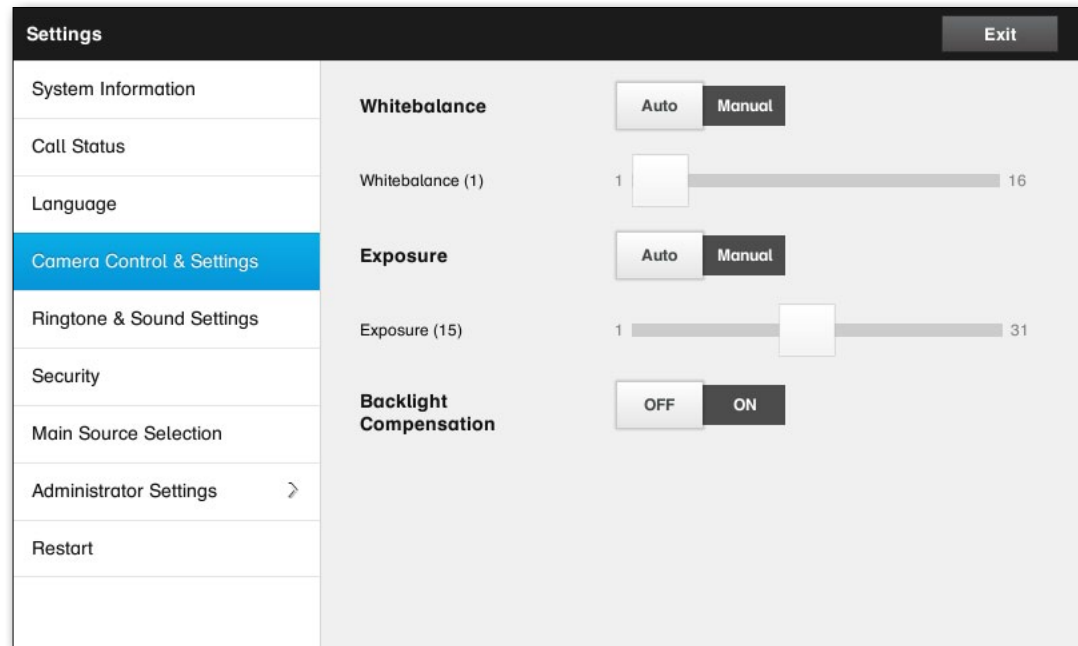 Settings
Exit
System Information
Call Status
Language
Camera Control & Settings
Ringtone & Sound Settings
Security
Main Source Selection
Administrator Settings
Restart
Whitebalance
Auto
Manual
Whitebalance (1)
1
16
Exposure
Auto
Manual
Exposure (15)
1
31
Backlight
Compensation
OFF
ON